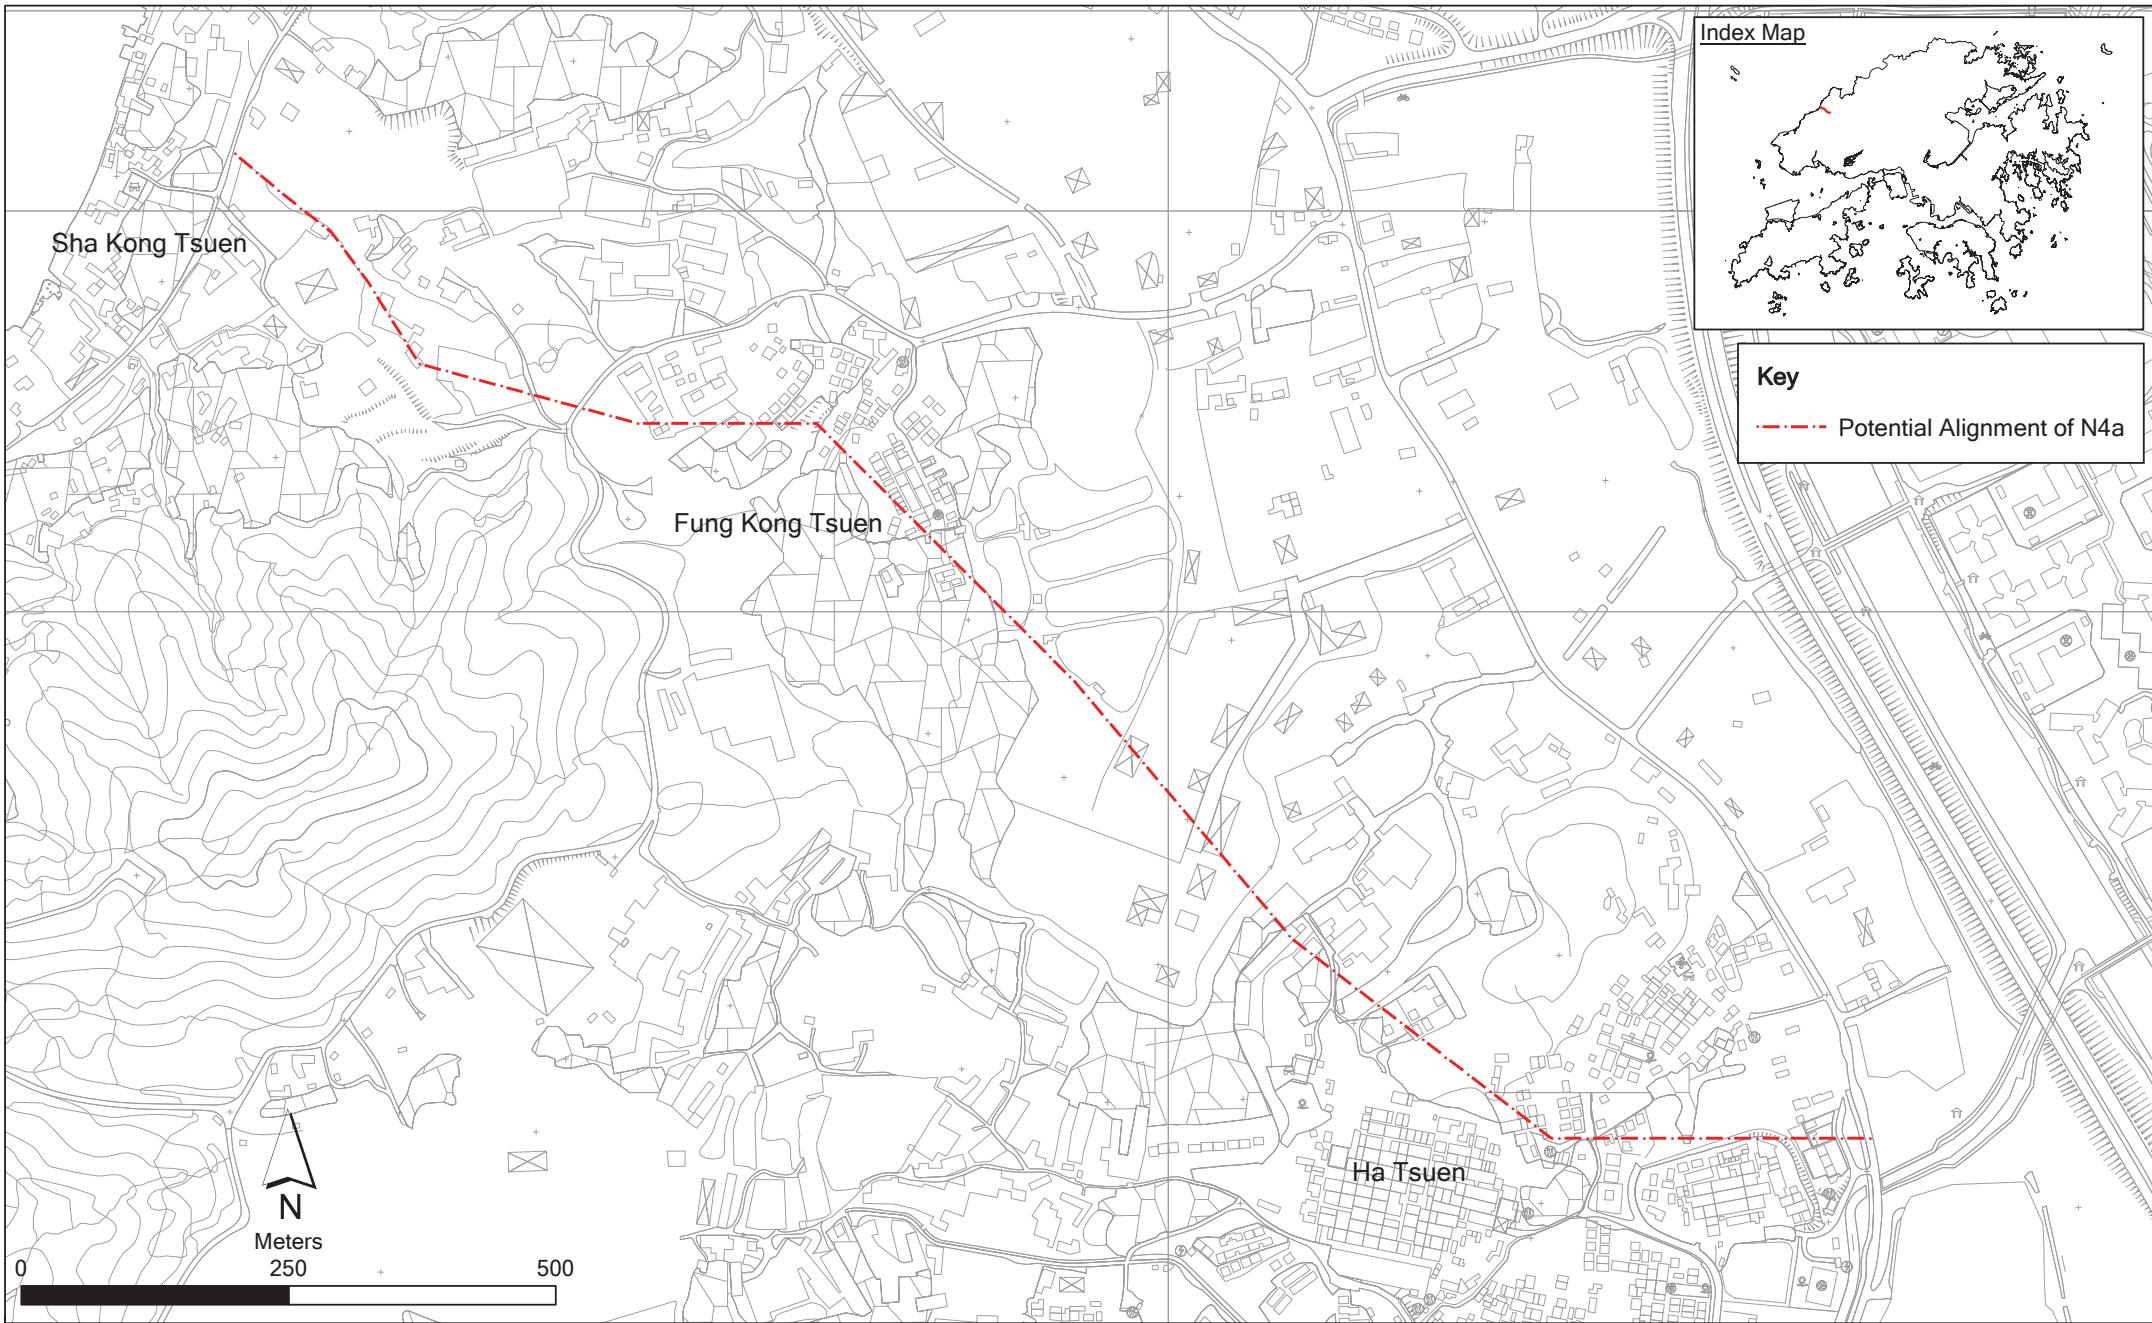 Index Map
Key
Potential Alignment of N4a
Sha Kong Tsuen
Fung Kong Tsuen
Ha Tsuen
N
Meters
0 250 500